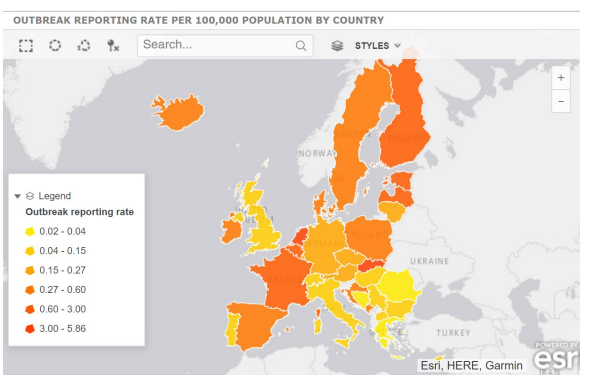 OUTBREAK REPORTING RATE PER 100,000 POPULATION BY COUNTRY
Search...
STYLES
+
−
NORWAY
Legend
Outbreak reporting rate
0.02 - 0.04
0.04 - 0.15
0.15 - 0.27
0.27 - 0.60
0.60 - 3.00
3.00 - 5.86
UKRAINE
TURKEY
POWERED BY
esri
Esri, HERE, Garmin